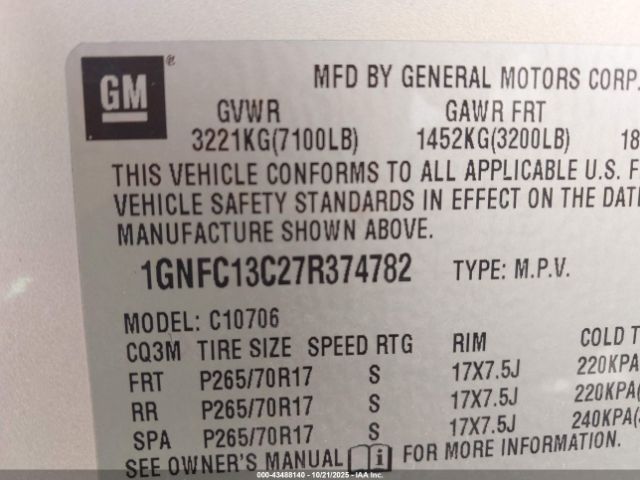 GM ®
MFD BY GENERAL MOTORS CORP.
GVWR GAWR FRT
3221KG(7100LB) 1452KG(3200LB) 18
THIS VEHICLE CONFORMS TO ALL APPLICABLE U.S. F
VEHICLE SAFETY STANDARDS IN EFFECT ON THE DATE
MANUFACTURE SHOWN ABOVE.
1GNFC13C27R374782 TYPE: M.P.V.
MODEL: C10706
CQ3M TIRE SIZE SPEED RTG RIM COLD T
FRT P265/70R17 S 17X7.5J 220KPA
RR P265/70R17 S 17X7.5J 220KPA(
SPA P265/70R17 S 17X7.5J 240KPA(
SEE OWNER'S MANUAL i FOR MORE INFORMATION.
000-43488140 - 10/21/2025 - IAA, Inc.